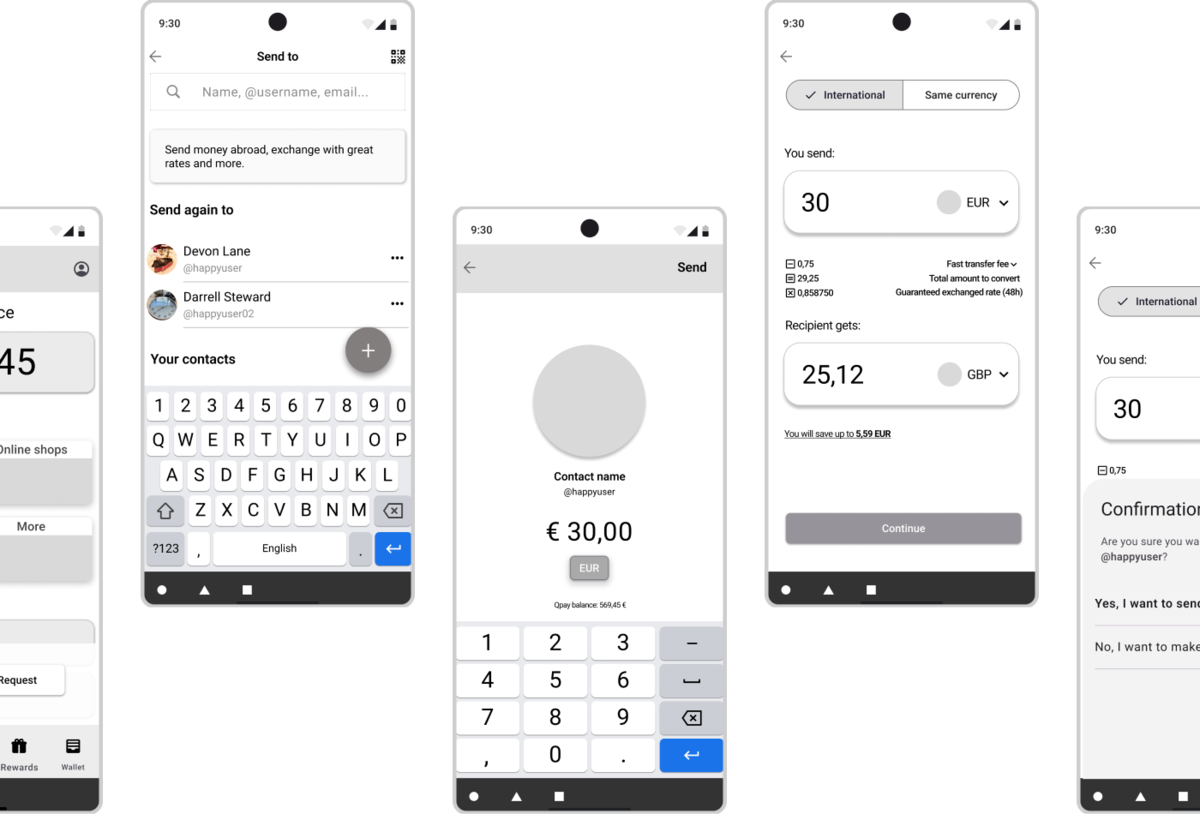 ce
45
Online shops
More
Request
Rewards
Wallet
9:30
Send to
Name, @username, email...
Send money abroad, exchange with great
rates and more.
Send again to
Devon Lane
@happyuser
Darrell Steward
@happyuser02
Your contacts
+
1 2 3 4 5 6 7 8 9 0
Q W E R T Y U I O P
A S D F G H J K L
Z X C V B N M
?123 , English .
9:30
Send
Contact name
@happyuser
€ 30,00
EUR
Qpay balance: 569,45 €
1 2 3 –
4 5 6
7 8 9
, 0 .
9:30
International Same currency
You send:
30 EUR
0,75 Fast transfer fee
29,25 Total amount to convert
0,858750 Guaranteed exchanged rate (48h)
Recipient gets:
25,12 GBP
You will save up to 5,59 EUR
Continue
9:30
International
You send:
30
0,75
Confirmation
Are you sure you wa
@happyuser?
Yes, I want to send
No, I want to make